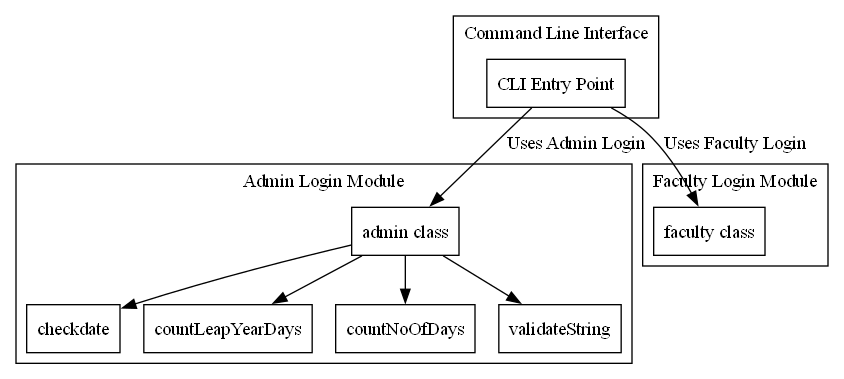 Command Line Interface
CLI Entry Point
Uses Admin Login
Uses Faculty Login
Admin Login Module
Faculty Login Module
admin class
faculty class
checkdate
countLeapYearDays
countNoOfDays
validateString